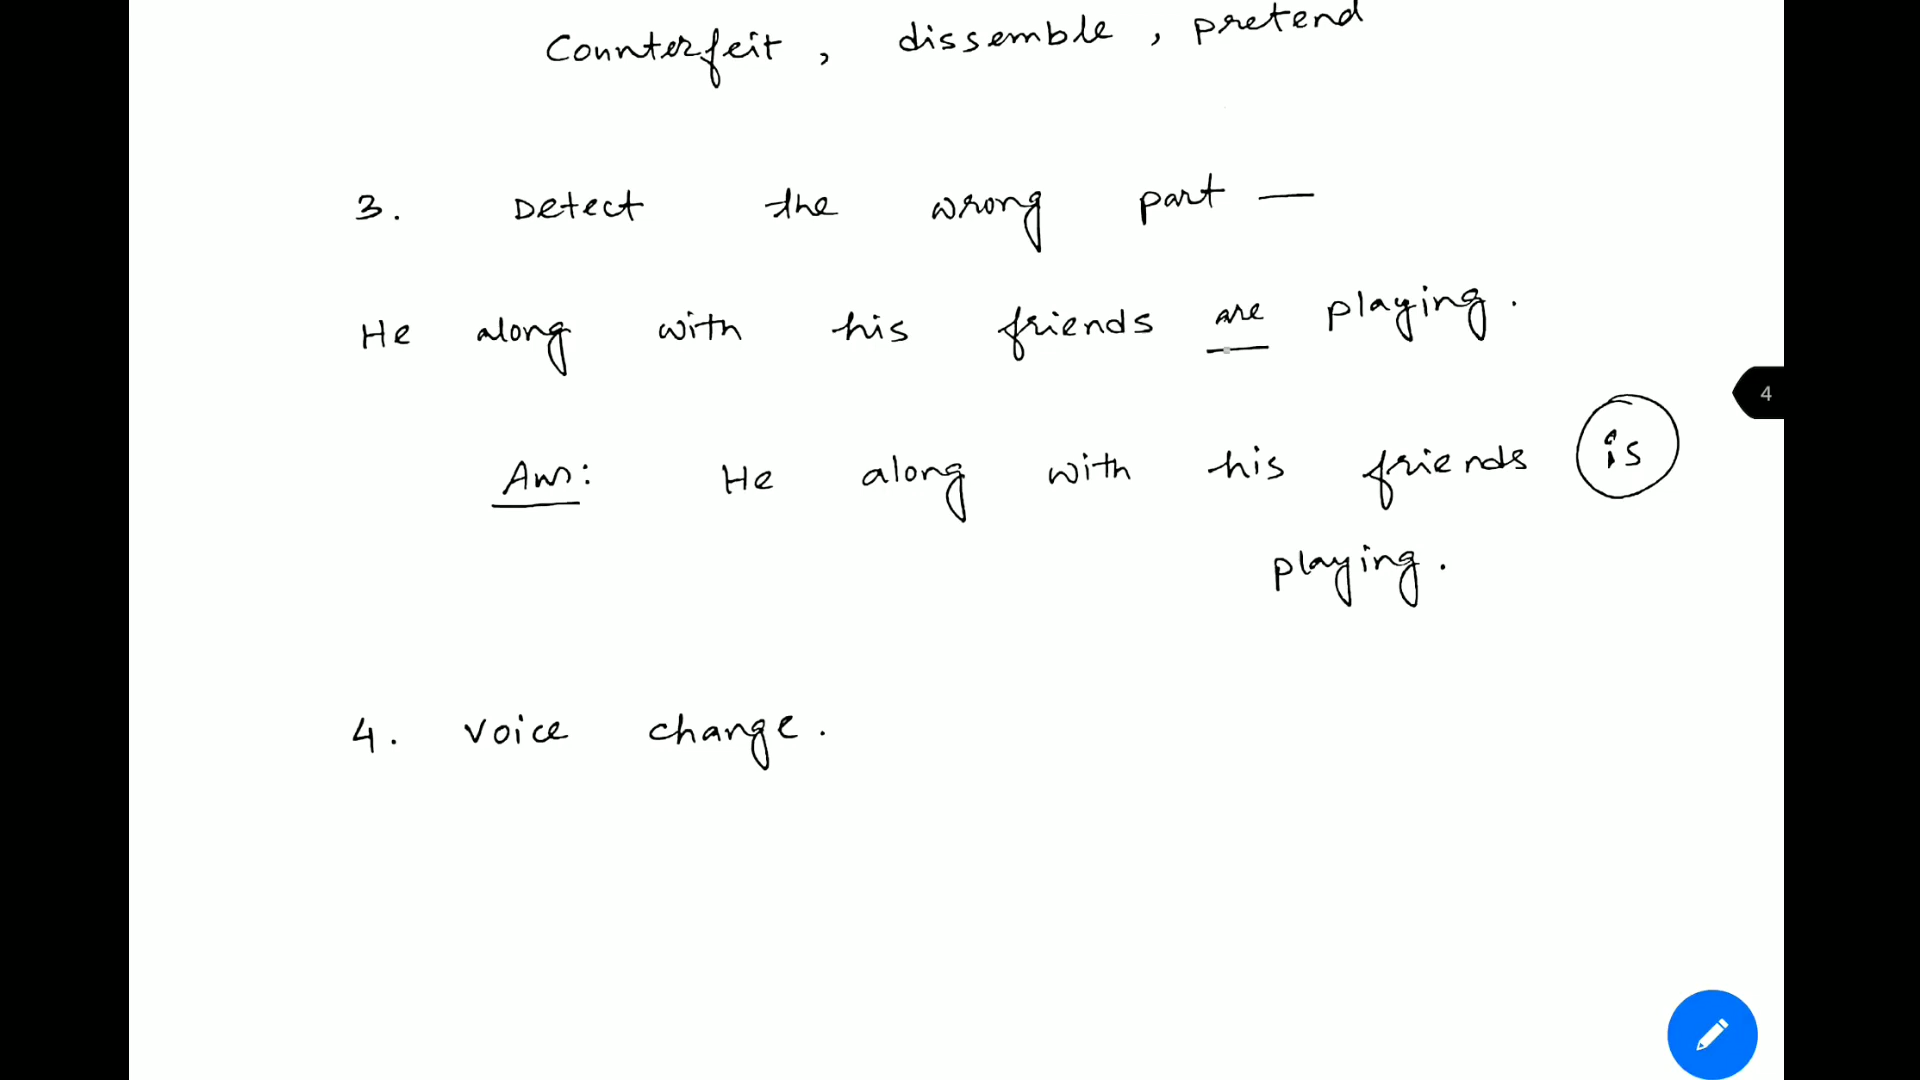 Counterfeit, dissemble, pretend
3. Detect the wrong part —
He along with his friends are playing.
4
Ans: He along with his friends is
playing.
4. voice change.